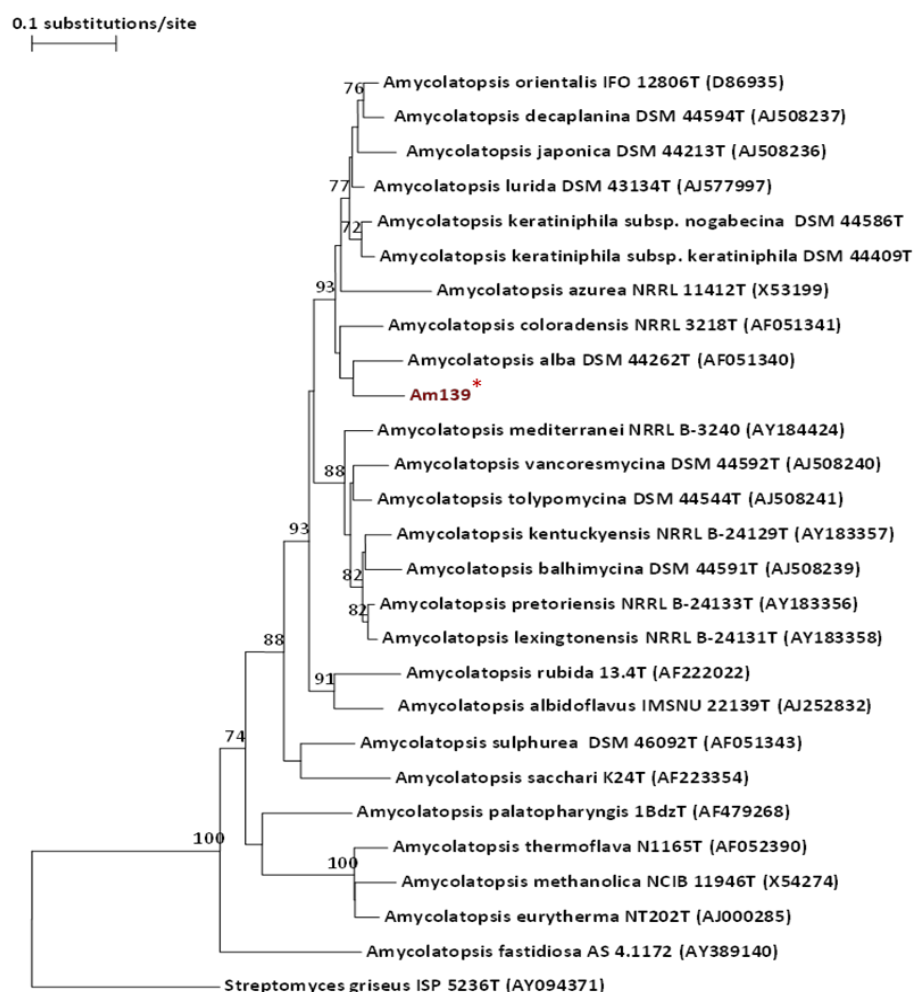 0.1 substitutions/site
76
Amycolatopsis orientalis IFO 12806T (D86935)
Amycolatopsis decaplanina DSM 44594T (AJ508237)
Amycolatopsis japonica DSM 44213T (AJ508236)
77
Amycolatopsis lurida DSM 43134T (AJ577997)
72
Amycolatopsis keratiniphila subsp. nogabecina DSM 44586T
Amycolatopsis keratiniphila subsp. keratiniphila DSM 44409T
93
Amycolatopsis azurea NRRL 11412T (X53199)
Amycolatopsis coloradensis NRRL 3218T (AF051341)
Amycolatopsis alba DSM 44262T (AF051340)
Am139*
Amycolatopsis mediterranei NRRL B-3240 (AY184424)
88
Amycolatopsis vancoresmycina DSM 44592T (AJ508240)
Amycolatopsis tolypomycina DSM 44544T (AJ508241)
93
Amycolatopsis kentuckyensis NRRL B-24129T (AY183357)
82
Amycolatopsis balhimycina DSM 44591T (AJ508239)
82
Amycolatopsis pretoriensis NRRL B-24133T (AY183356)
88
Amycolatopsis lexingtonensis NRRL B-24131T (AY183358)
91
Amycolatopsis rubida 13.4T (AF222022)
Amycolatopsis albidoflavus IMSNU 22139T (AJ252832)
74
Amycolatopsis sulphurea DSM 46092T (AF051343)
Amycolatopsis sacchari K24T (AF223354)
Amycolatopsis palatopharyngis 1BdzT (AF479268)
100
Amycolatopsis thermoflava N1165T (AF052390)
100
Amycolatopsis methanolica NCIB 11946T (X54274)
Amycolatopsis eurytherma NT202T (AJ000285)
Amycolatopsis fastidiosa AS 4.1172 (AY389140)
Streptomyces griseus ISP 5236T (AY094371)